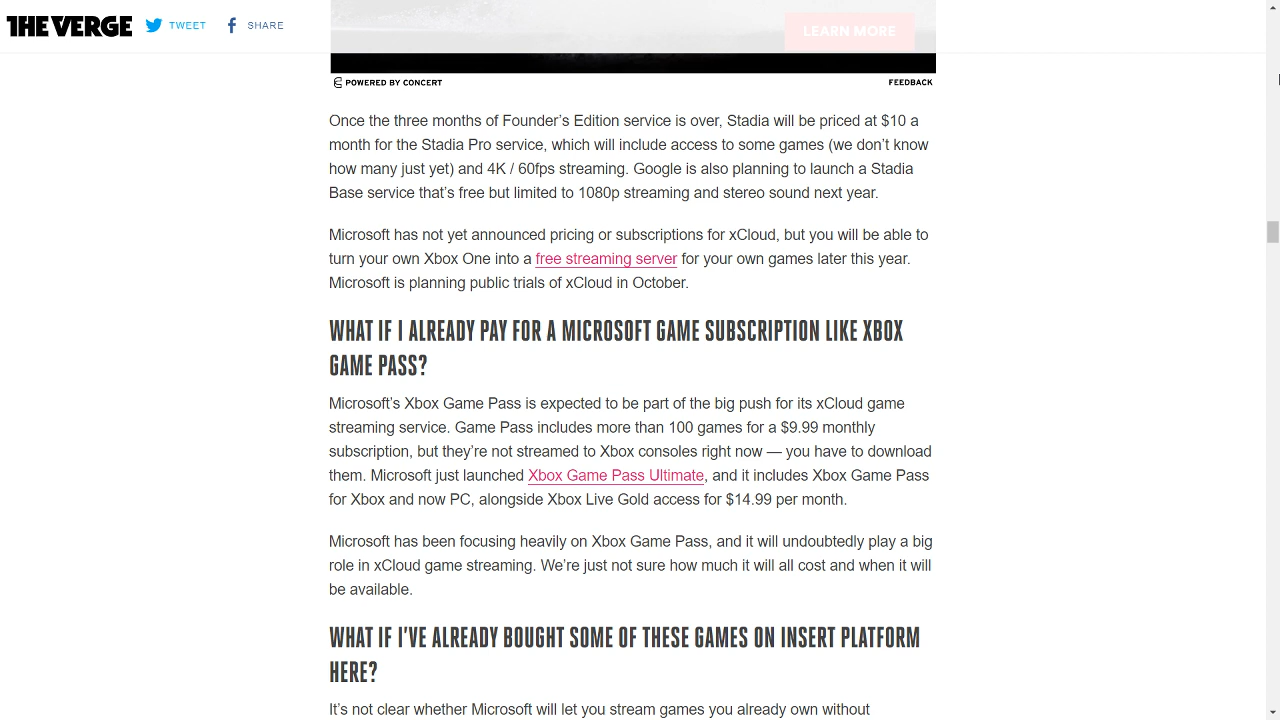 THE VERGE TWEET SHARE
LEARN MORE
POWERED BY CONCERT FEEDBACK
Once the three months of Founder’s Edition service is over, Stadia will be priced at $10 a
month for the Stadia Pro service, which will include access to some games (we don’t know
how many just yet) and 4K / 60fps streaming. Google is also planning to launch a Stadia
Base service that’s free but limited to 1080p streaming and stereo sound next year.
Microsoft has not yet announced pricing or subscriptions for xCloud, but you will be able to
turn your own Xbox One into a free streaming server for your own games later this year.
Microsoft is planning public trials of xCloud in October.
WHAT IF I ALREADY PAY FOR A MICROSOFT GAME SUBSCRIPTION LIKE XBOX
GAME PASS?
Microsoft’s Xbox Game Pass is expected to be part of the big push for its xCloud game
streaming service. Game Pass includes more than 100 games for a $9.99 monthly
subscription, but they’re not streamed to Xbox consoles right now — you have to download
them. Microsoft just launched Xbox Game Pass Ultimate, and it includes Xbox Game Pass
for Xbox and now PC, alongside Xbox Live Gold access for $14.99 per month.
Microsoft has been focusing heavily on Xbox Game Pass, and it will undoubtedly play a big
role in xCloud game streaming. We’re just not sure how much it will all cost and when it will
be available.
WHAT IF I’VE ALREADY BOUGHT SOME OF THESE GAMES ON INSERT PLATFORM
HERE?
It’s not clear whether Microsoft will let you stream games you already own without